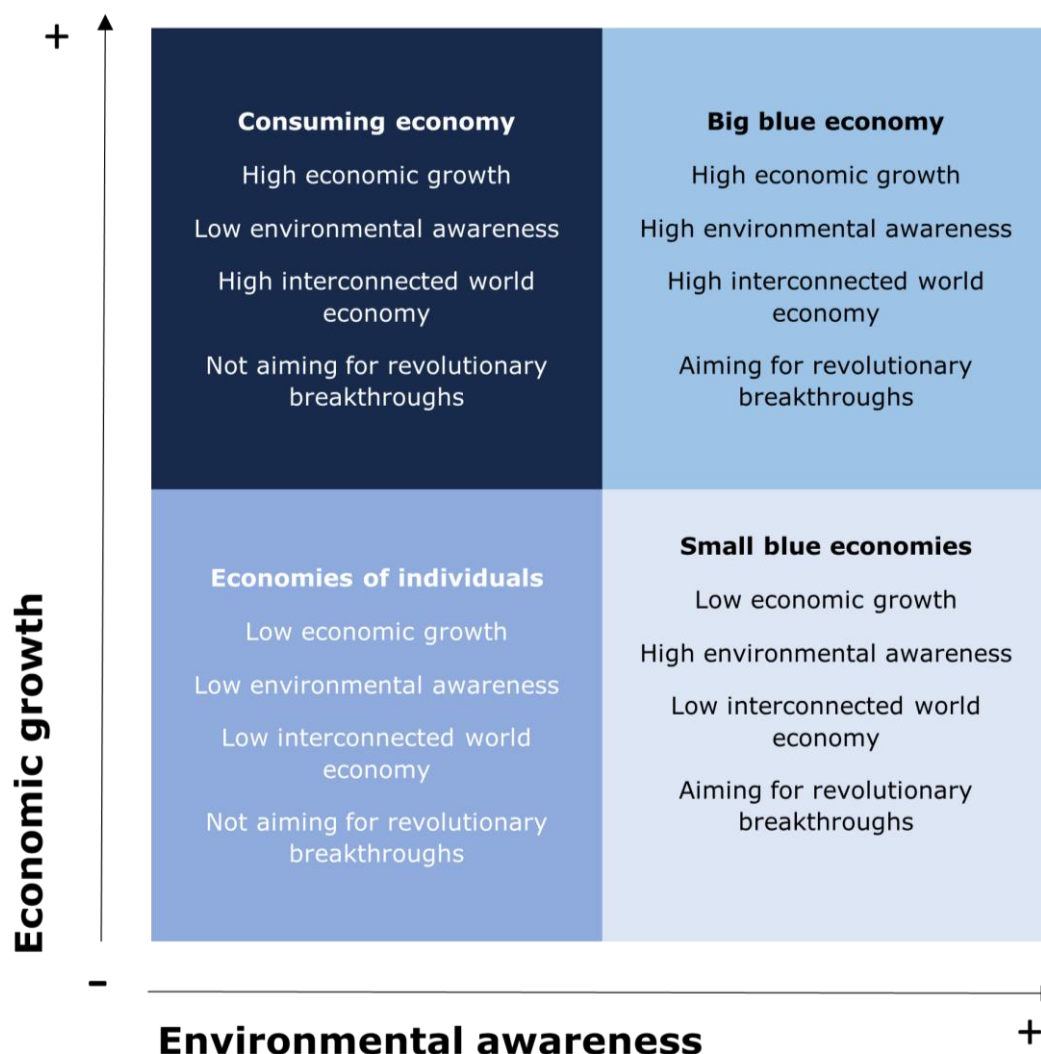 +
Consuming economy
High economic growth
Low environmental awareness
High interconnected world
economy
Not aiming for revolutionary
breakthroughs
Big blue economy
High economic growth
High environmental awareness
High interconnected world
economy
Aiming for revolutionary
breakthroughs
Economies of individuals
Low economic growth
Low environmental awareness
Low interconnected world
economy
Not aiming for revolutionary
breakthroughs
Small blue economies
Low economic growth
High environmental awareness
Low interconnected world
economy
Aiming for revolutionary
breakthroughs
Economic growth
-
Environmental awareness
+